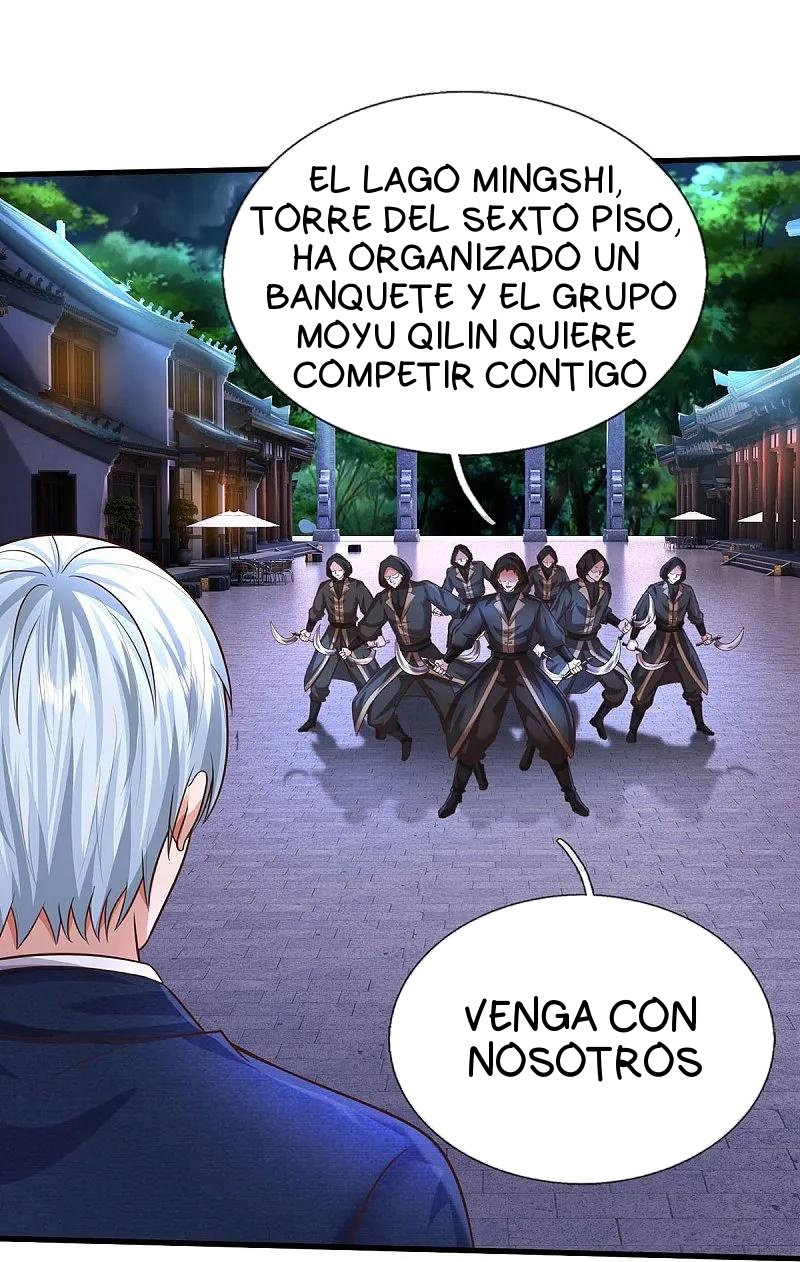 EL LAGO MINGSHI,
TORRE DEL SEXTO PISO,
HA ORGANIZADO UN
BANQUETE Y EL GRUPO
MOYU QILIN QUIERE
COMPETIR CONTIGO
VENGA CON
NOSOTROS